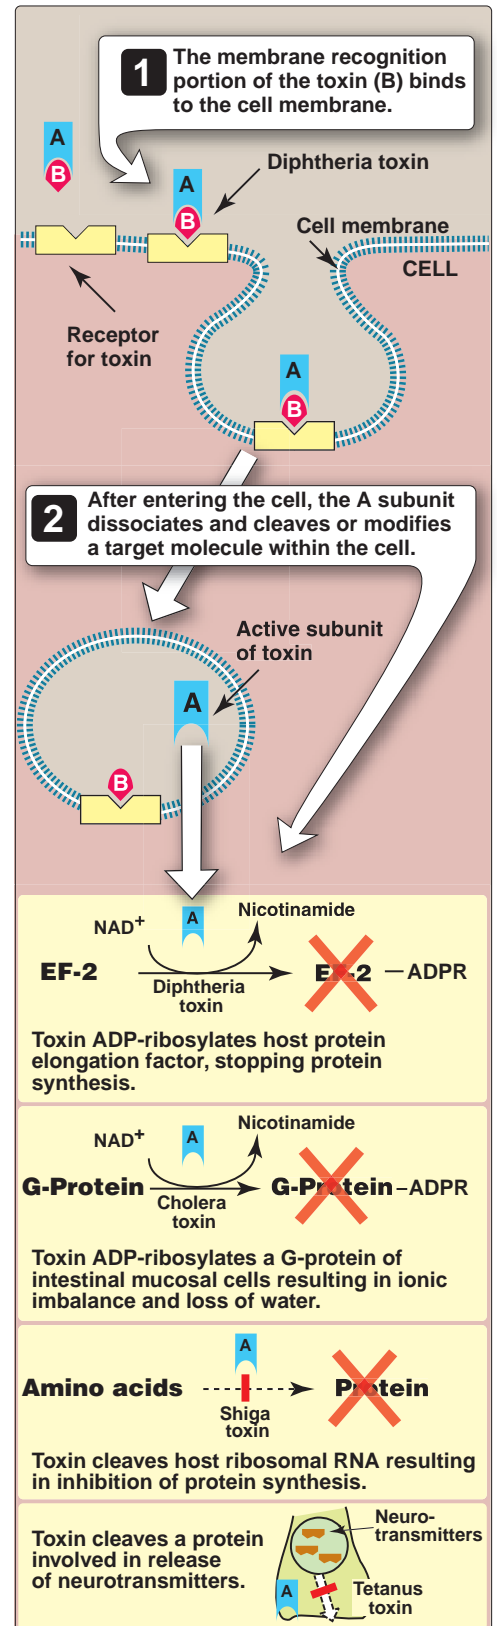 1
The membrane recognition
portion of the toxin (B) binds
to the cell membrane.
A
B
Diphtheria toxin
A
B
Cell membrane
CELL
Receptor
for toxin
A
B
2
After entering the cell, the A subunit
dissociates and cleaves or modifies
a target molecule within the cell.
Active subunit
of toxin
A
B
NAD+
A
Nicotinamide
EF-2
Diphtheria
toxin
EF-2 — ADPR
Toxin ADP-ribosylates host protein
elongation factor, stopping protein
synthesis.
NAD+
A
Nicotinamide
G-Protein
Cholera
toxin
G-Protein – ADPR
Toxin ADP-ribosylates a G-protein of
intestinal mucosal cells resulting in ionic
imbalance and loss of water.
A
Amino acids
Shiga
toxin
Protein
Toxin cleaves host ribosomal RNA resulting
in inhibition of protein synthesis.
Toxin cleaves a protein
involved in release
of neurotransmitters.
Neuro-
transmitters
A
Tetanus
toxin